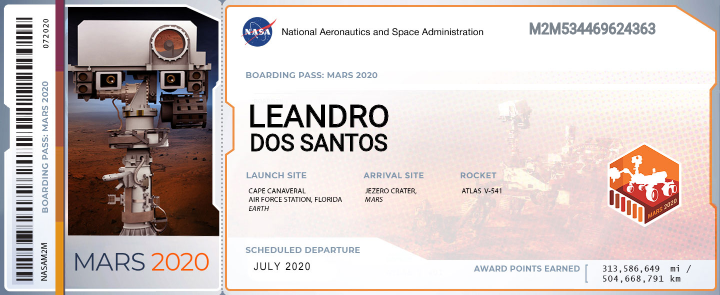 072020
BOARDING PASS: MARS 2020
NASAM2M
MARS 2020
NASA
National Aeronautics and Space Administration
M2M534469624363
BOARDING PASS: MARS 2020
LEANDRO
DOS SANTOS
LAUNCH SITE
CAPE CANAVERAL
AIR FORCE STATION, FLORIDA
EARTH
ARRIVAL SITE
JEZERO CRATER,
MARS
ROCKET
ATLAS V-541
MARS 2020
SCHEDULED DEPARTURE
JULY 2020
AWARD POINTS EARNED
313,586,649 mi /
504,668,791 km